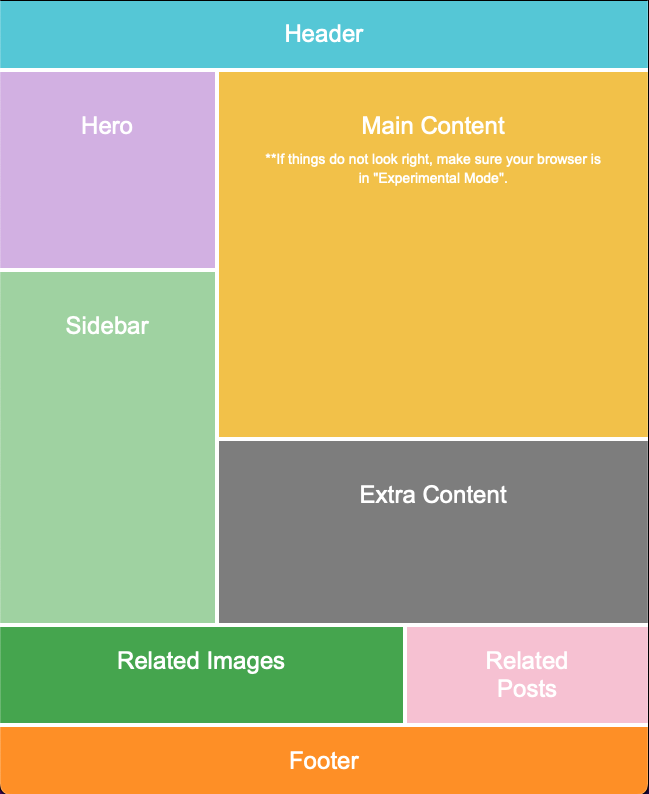 Header
Hero
Main Content
**If things do not look right, make sure your browser is
in "Experimental Mode".
Sidebar
Extra Content
Related Images
Related
Posts
Footer